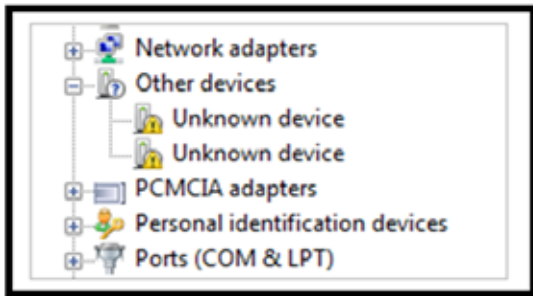 Network adapters
Other devices
Unknown device
Unknown device
PCMCIA adapters
Personal identification devices
Ports (COM & LPT)